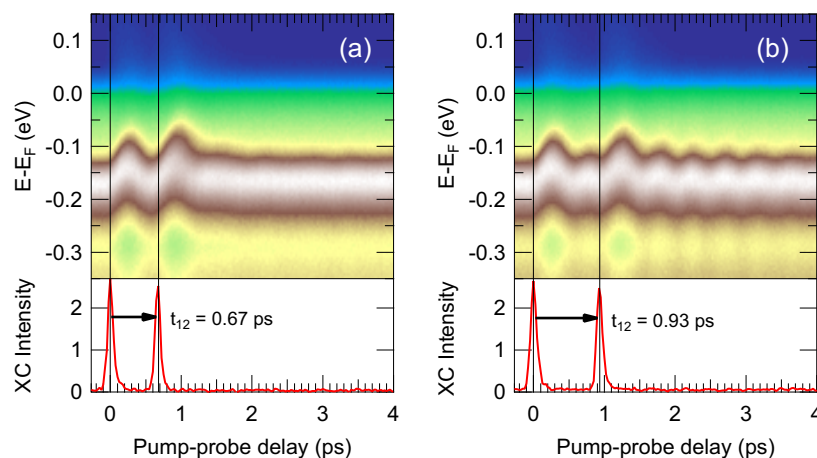 (a)
E-E_F (eV)
0.1
0.0
-0.1
-0.2
-0.3
XC Intensity
2
1
0
t_12 = 0.67 ps
0 1 2 3 4
Pump-probe delay (ps)
(b)
E-E_F (eV)
0.1
0.0
-0.1
-0.2
-0.3
XC Intensity
2
1
0
t_12 = 0.93 ps
0 1 2 3 4
Pump-probe delay (ps)